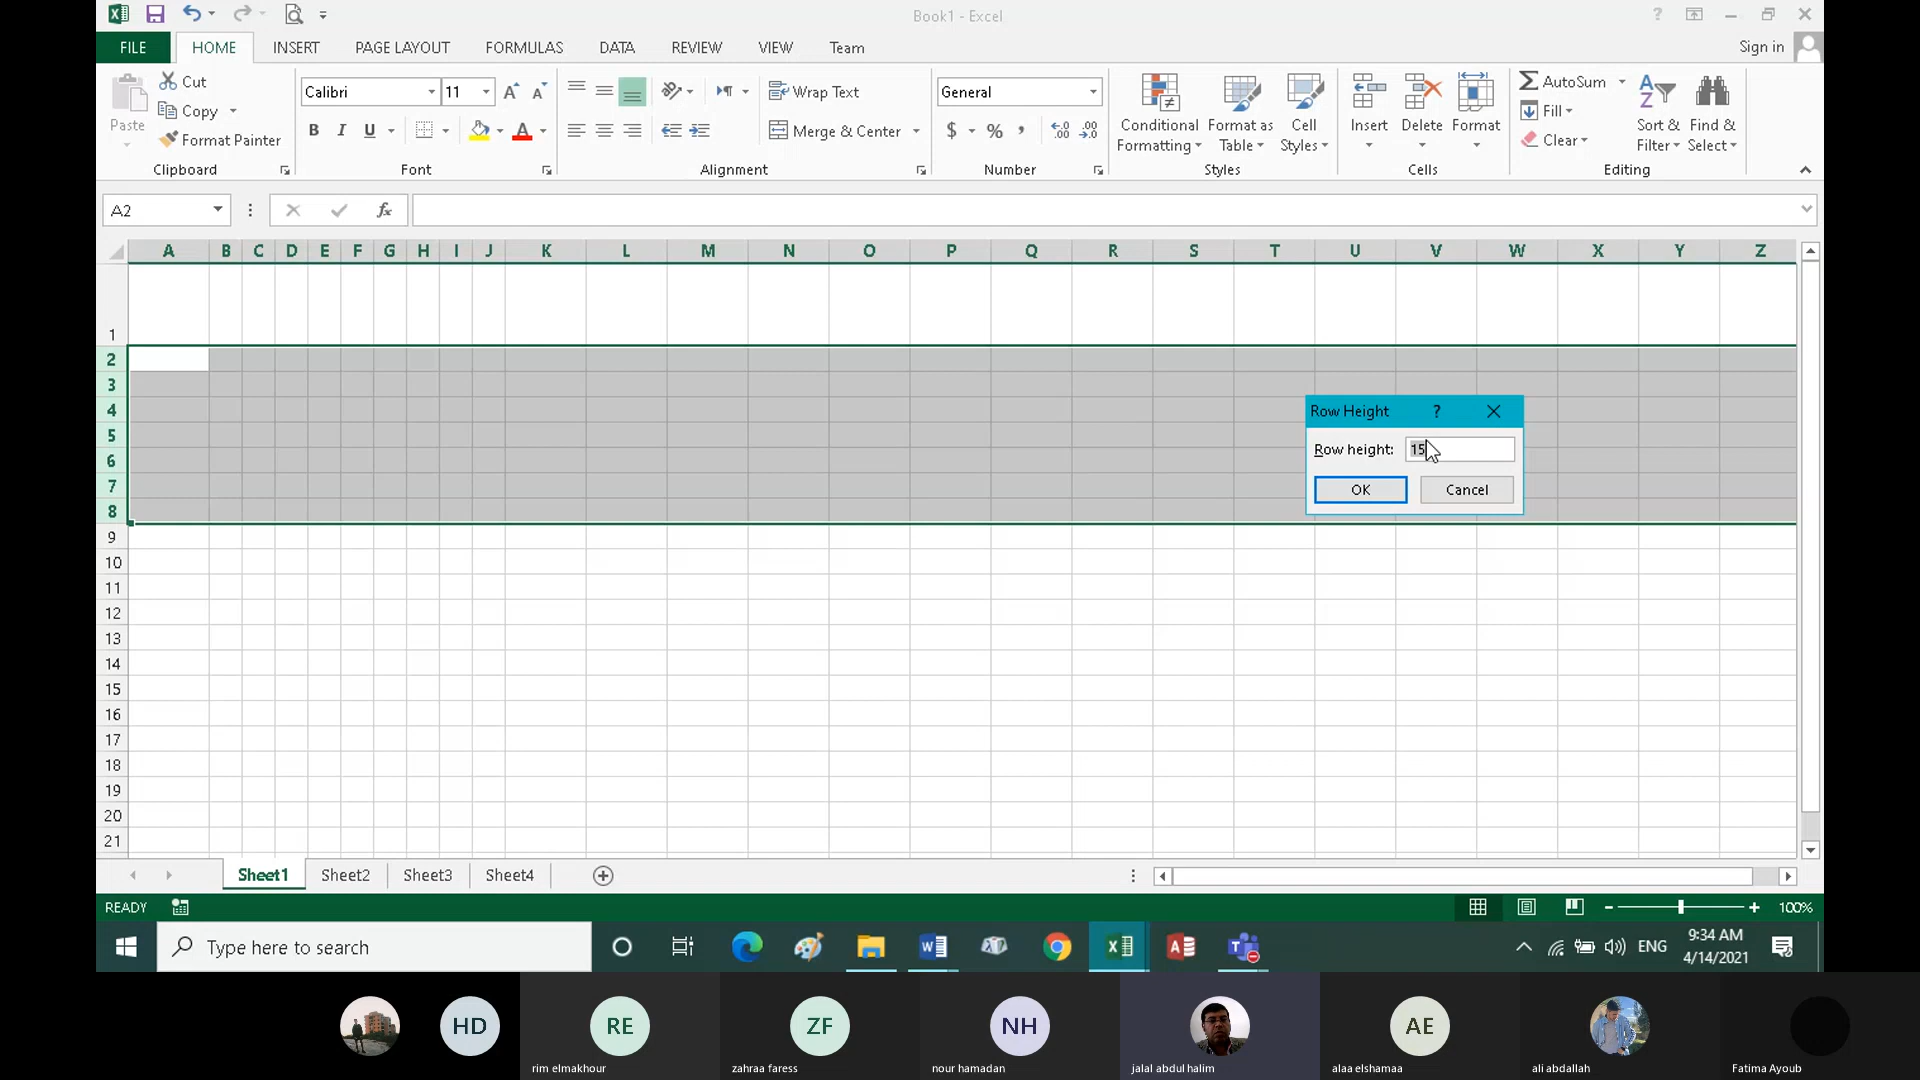 Book1 - Excel
?
FILE HOME INSERT PAGE LAYOUT FORMULAS DATA REVIEW VIEW Team Sign in
Cut
Copy
Format Painter
Paste
Clipboard
Calibri 11
B I U
Font
Wrap Text
Merge & Center
Alignment
General
$ % ,
Number
Conditional Formatting
Format as Table
Cell Styles
Styles
Insert Delete Format
Cells
AutoSum
Fill
Clear
Sort & Filter
Find & Select
Editing
A2 fx
A B C D E F G H I J K L M N O P Q R S T U V W X Y Z
1
2
3
4
5
6
7
8
9
10
11
12
13
14
15
16
17
18
19
20
21
Row Height ?
Row height: 15
OK Cancel
Sheet1 Sheet2 Sheet3 Sheet4
READY 100%
Type here to search
ENG
9:34 AM
4/14/2021
HD RE ZF NH AE
rim elmakhour zahraa faress nour hamadan jalal abdul halim alaa elshamaa ali abdallah Fatima Ayoub